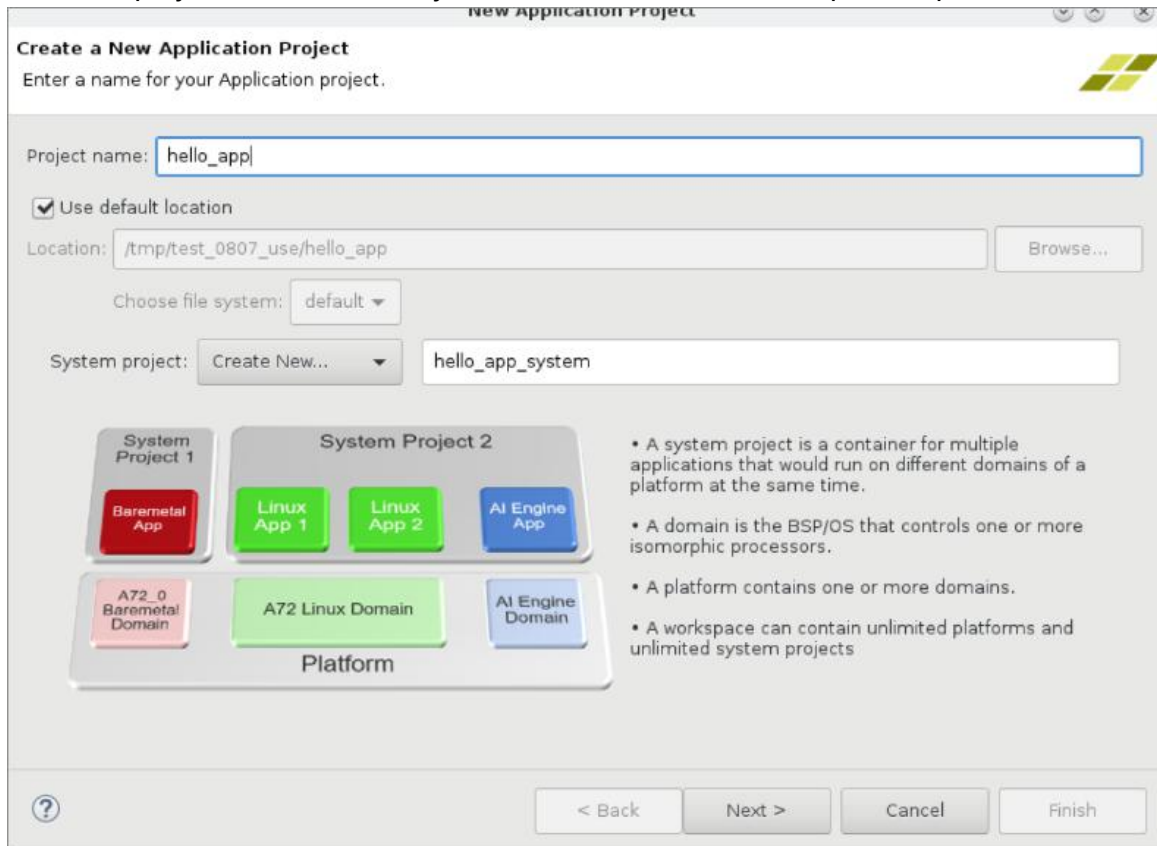 New Application Project
Create a New Application Project
Enter a name for your Application project.
Project name: hello_app
Use default location
Location: /tmp/test_0807_use/hello_app Browse...
Choose file system: default
System project: Create New... hello_app_system
System
Project 1
System Project 2
Baremetal
App
Linux
App 1
Linux
App 2
AI Engine
App
A72_0
Baremetal
Domain
A72 Linux Domain
AI Engine
Domain
Platform
• A system project is a container for multiple
applications that would run on different domains of a
platform at the same time.
• A domain is the BSP/OS that controls one or more
isomorphic processors.
• A platform contains one or more domains.
• A workspace can contain unlimited platforms and
unlimited system projects
< Back Next > Cancel Finish